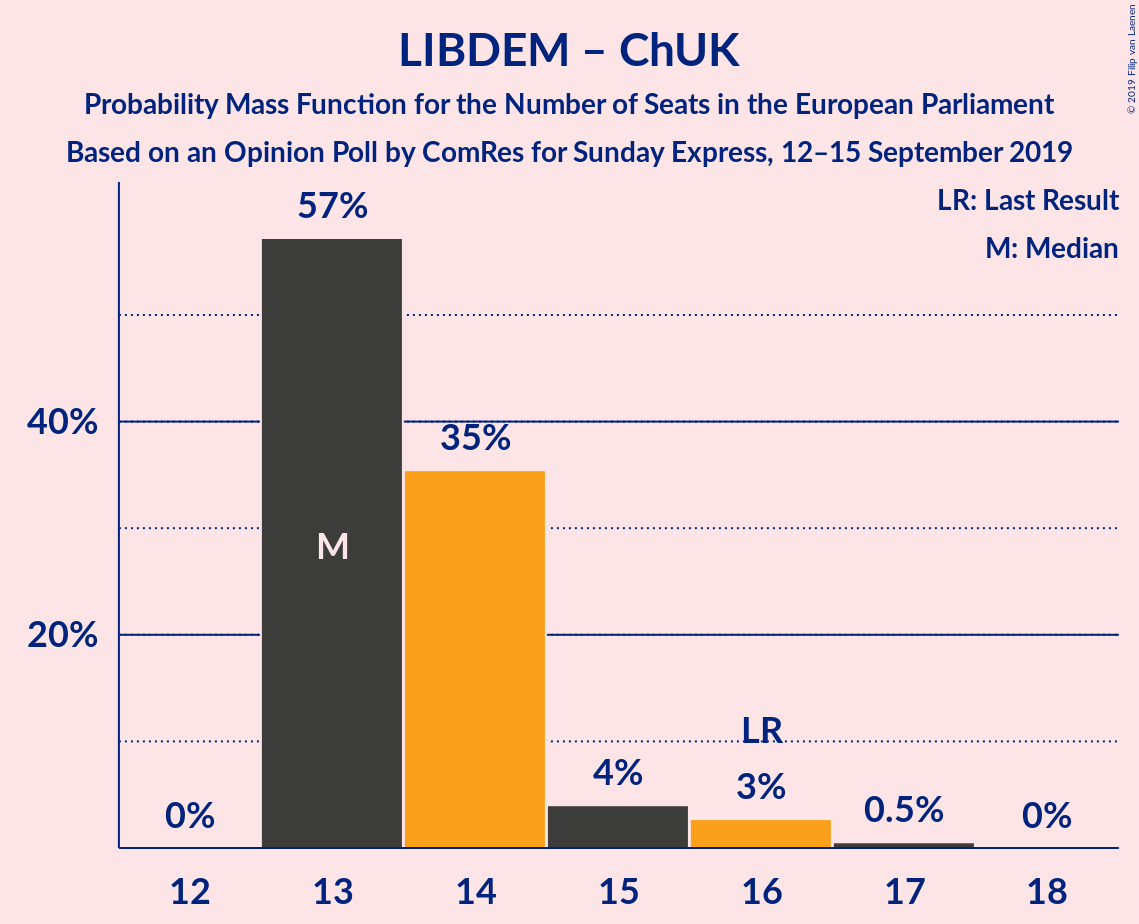 LIBDEM – ChUK
Probability Mass Function for the Number of Seats in the European Parliament
Based on an Opinion Poll by ComRes for Sunday Express, 12–15 September 2019
© 2019 Filip van Laenen
LR: Last Result
M: Median
57%
40%
35%
M
20%
LR
4%
3%
0%
0.5%
0%
12 13 14 15 16 17 18